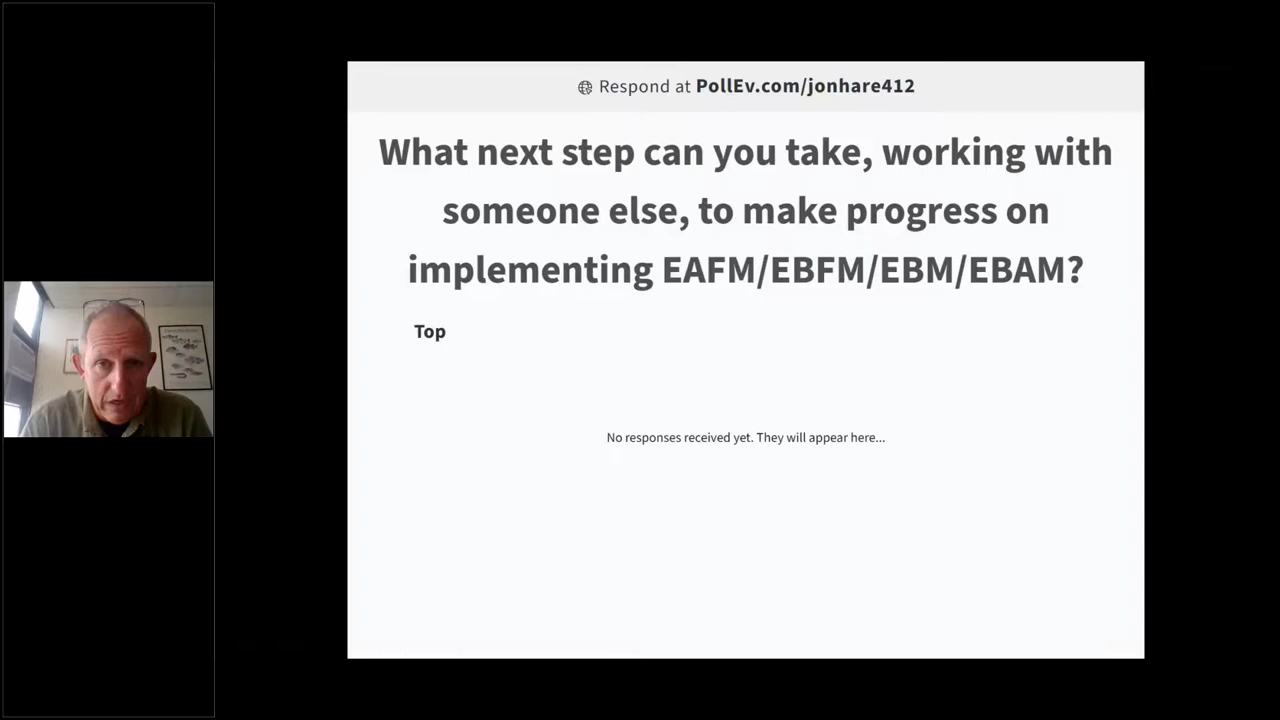 Respond at PollEv.com/jonhare412
What next step can you take, working with
someone else, to make progress on
implementing EAFM/EBFM/EBM/EBAM?
Top
No responses received yet. They will appear here...